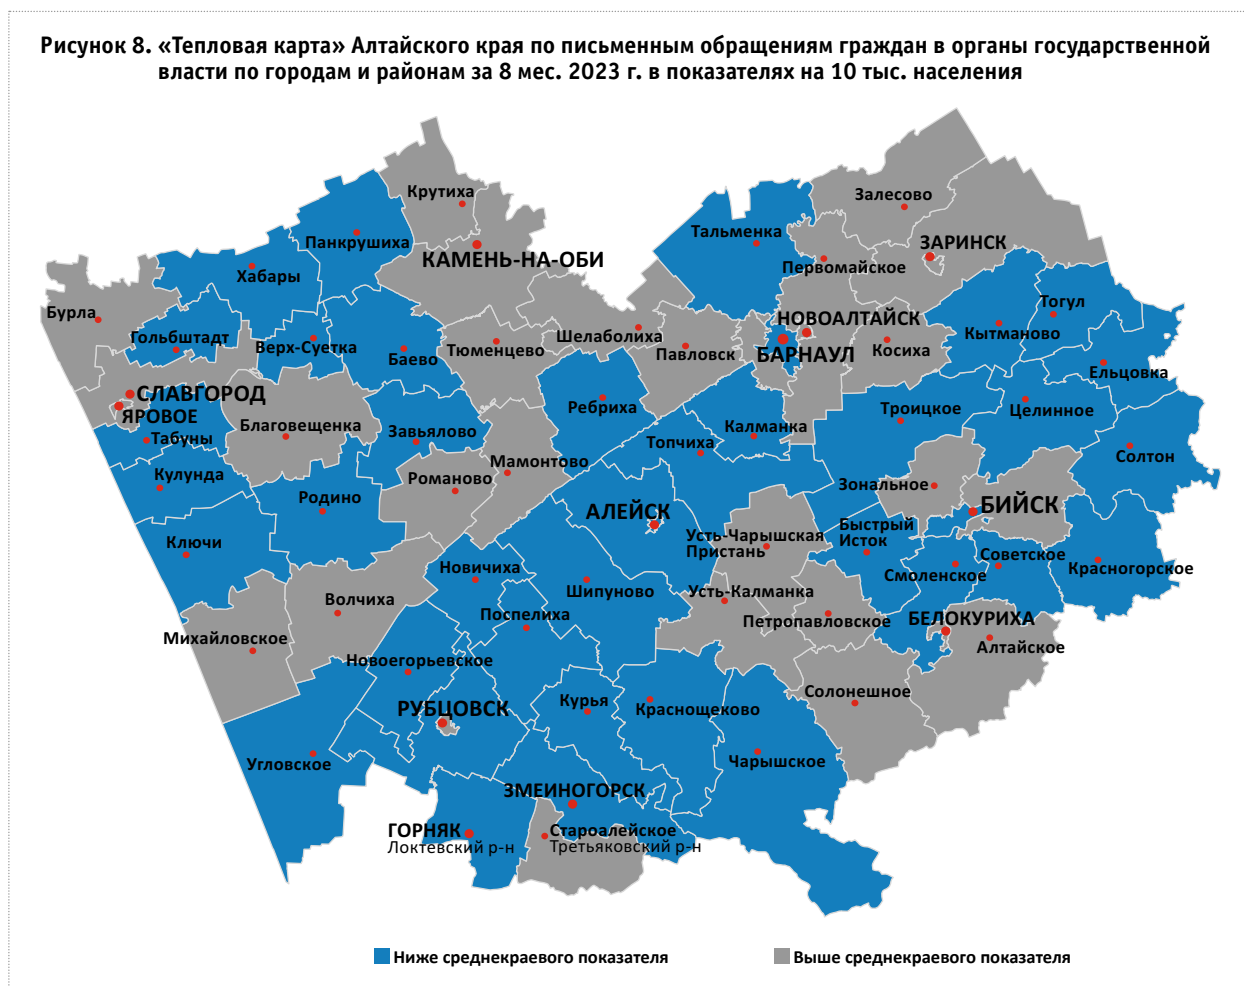 Рисунок 8. «Тепловая карта» Алтайского края по письменным обращениям граждан в органы государственной
власти по городам и районам за 8 мес. 2023 г. в показателях на 10 тыс. населения
Крутиха
Залесово
Тальменка
Панкрушиха
ЗАРИНСК
КАМЕНЬ-НА-ОБИ
Первомайское
Хабары
Тогул
Бурла
НОВОАЛТАЙСК
Кытманово
Гольбштадт
Шелаболиха
Верх-Суетка
Баево
Тюменцево
Павловск
БАРНАУЛ
Косиха
Ельцовка
СЛАВГОРОД
ЯРОВОЕ
Ребриха
Троицкое
Целинное
Благовещенка
Завьялово
Калманка
Табуны
Топчиха
Солтон
Мамонтово
Кулунда
Романово
Зональное
Родино
БИЙСК
АЛЕЙСК
Ключи
Усть-Чарышская
Пристань
Быстрый
Исток
Советское
Новичиха
Смоленское
Красногорское
Шипуново
Усть-Калманка
Волчиха
Поспелиха
Петропавловское
БЕЛОКУРИХА
Михайловское
Алтайское
Новоегорьевское
Солонешное
Курья
РУБЦОВСК
Краснощеково
Угловское
Чарышское
ЗМЕИНОГОРСК
ГОРНЯК
Локтевский р-н
Староалейское
Третьяковский р-н
Ниже среднекраевого показателя
Выше среднекраевого показателя